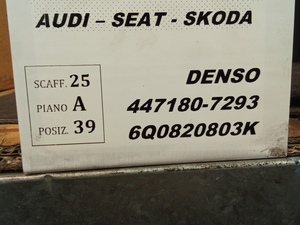 AUDI – SEAT - SKODA
SCAFF. 25
PIANO A
POSIZ. 39
DENSO
447180-7293
6Q0820803K